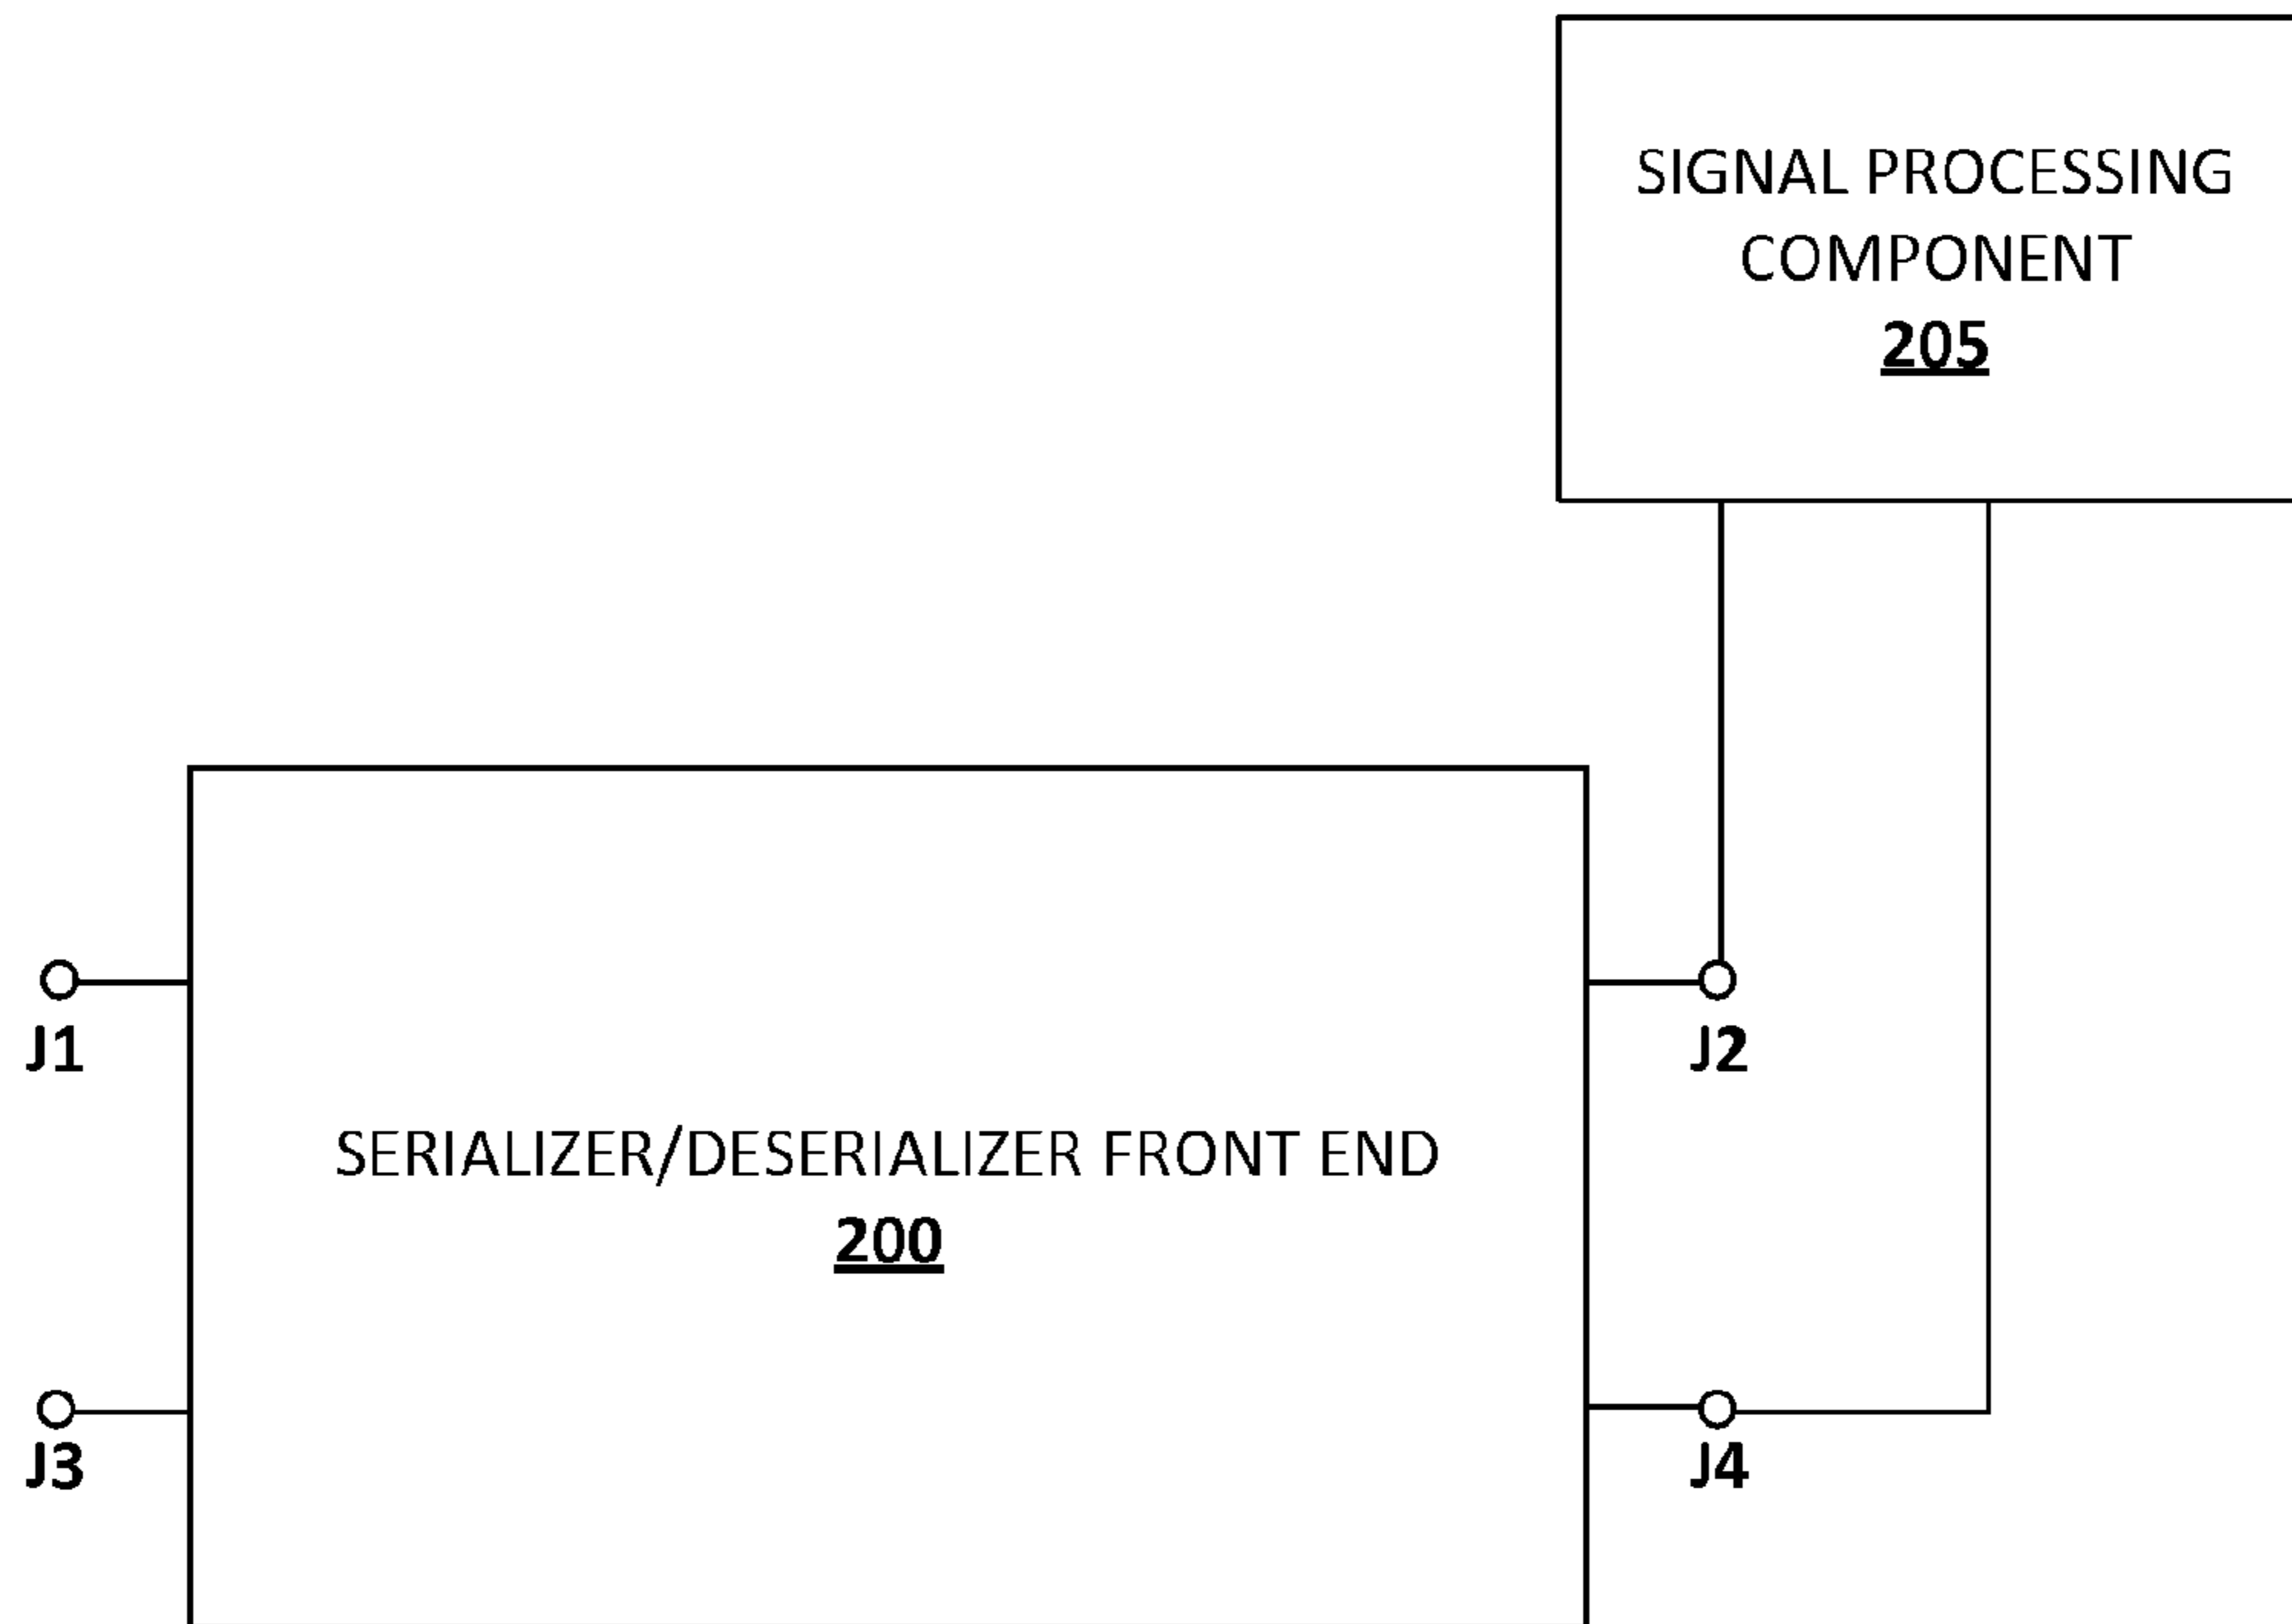 SIGNAL PROCESSING
COMPONENT
205
J1
J2
SERIALIZER/DESERIALIZER FRONT END
200
J3
J4